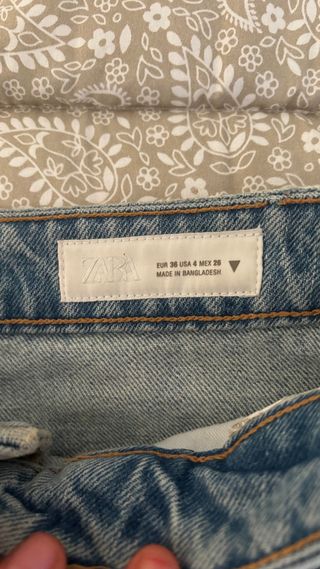 ZARA
EUR 36 USA 4 MEX 26
MADE IN BANGLADESH